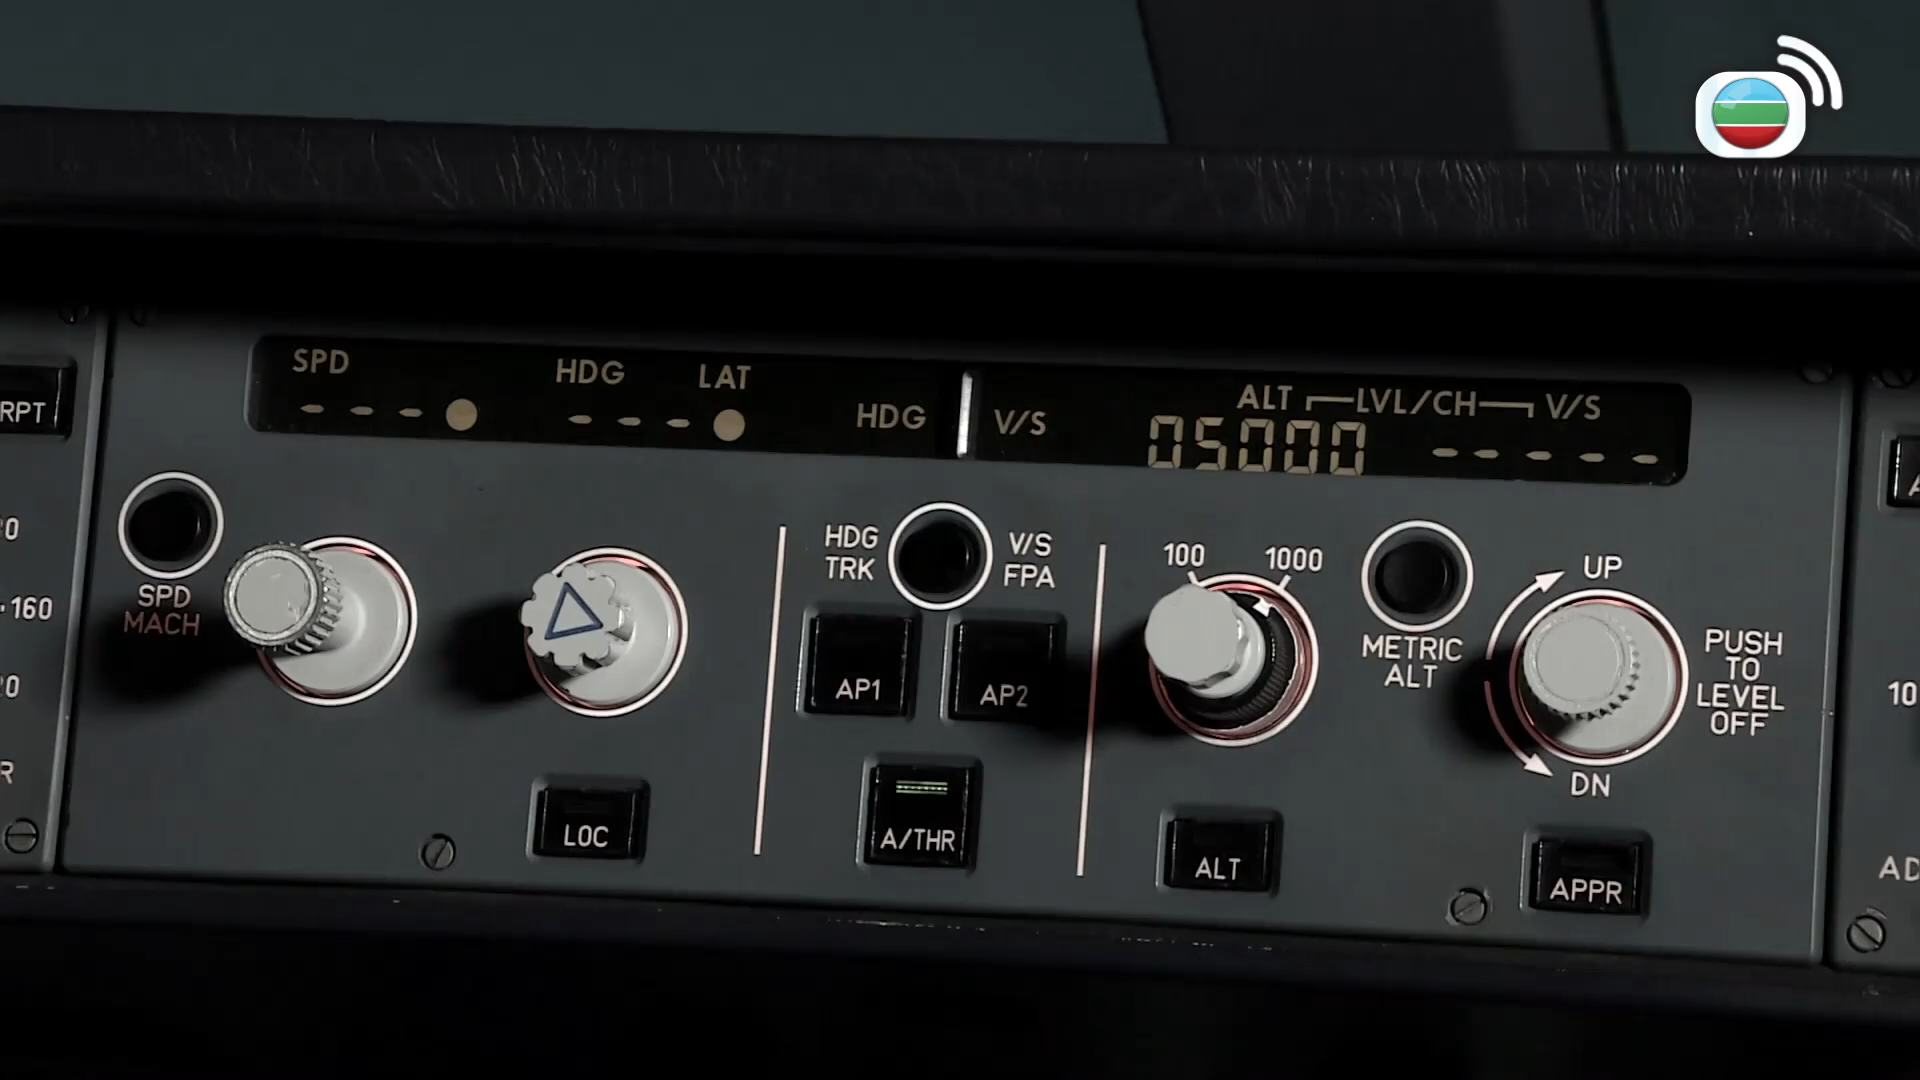 SPD
HDG LAT
ALT LVL/CH V/S
--- --- HDG V/S 05000 -----
RPT
SPD
MACH
HDG
TRK
V/S
FPA
100 1000
METRIC
ALT
UP
PUSH
TO
LEVEL
OFF
DN
160
AP1 AP2
10
LOC
A/THR
ALT
APPR